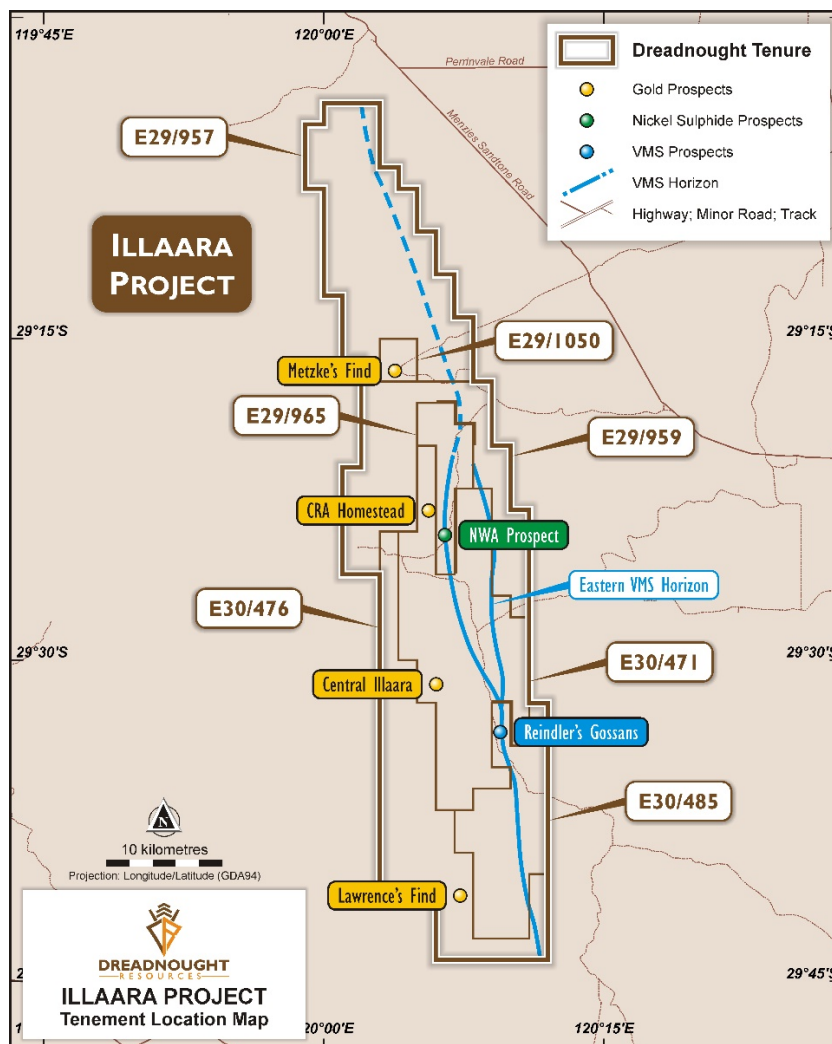 119°45'E
120°00'E
Dreadnought Tenure
Gold Prospects
Nickel Sulphide Prospects
VMS Prospects
VMS Horizon
Highway; Minor Road; Track
Perrinvale Road
Menzies Sandtone Road
E29/957
ILLAARA
PROJECT
29°15'S
29°15'S
E29/1050
Metzke's Find
E29/965
E29/959
CRA Homestead
NWA Prospect
Eastern VMS Horizon
E30/476
29°30'S
29°30'S
E30/471
Central Illaara
Reindler's Gossans
E30/485
N
10 kilometres
Projection: Longitude/Latitude (GDA94)
Lawrence's Find
DREADNOUGHT
RESOURCES
ILLAARA PROJECT
Tenement Location Map
29°45'S
120°00'E
120°15'E